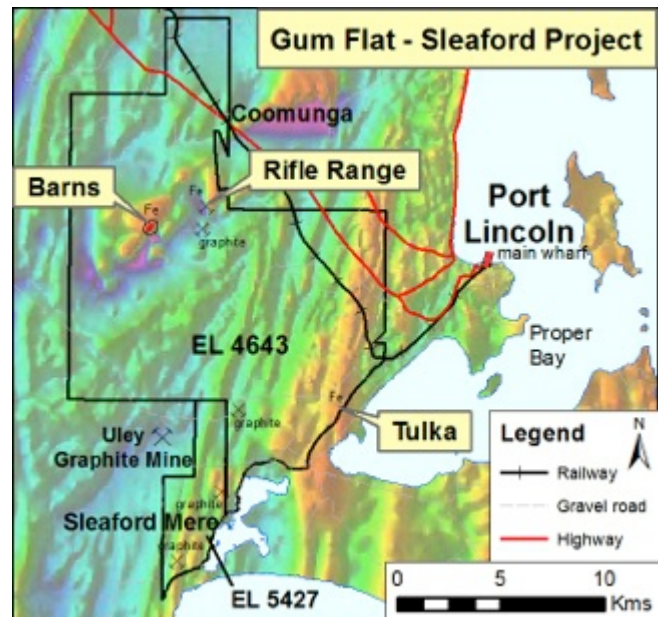 Gum Flat - Sleaford Project
Coomunga
Rifle Range
Barns
Fe
Fe
graphite
Port
Lincoln
main wharf
Proper
Bay
EL 4643
Fe
graphite
Tulka
Uley
Graphite Mine
graphite
Sleaford Mere
graphite
EL 5427
Legend
N
Railway
Gravel road
Highway
0 5 10
Kms